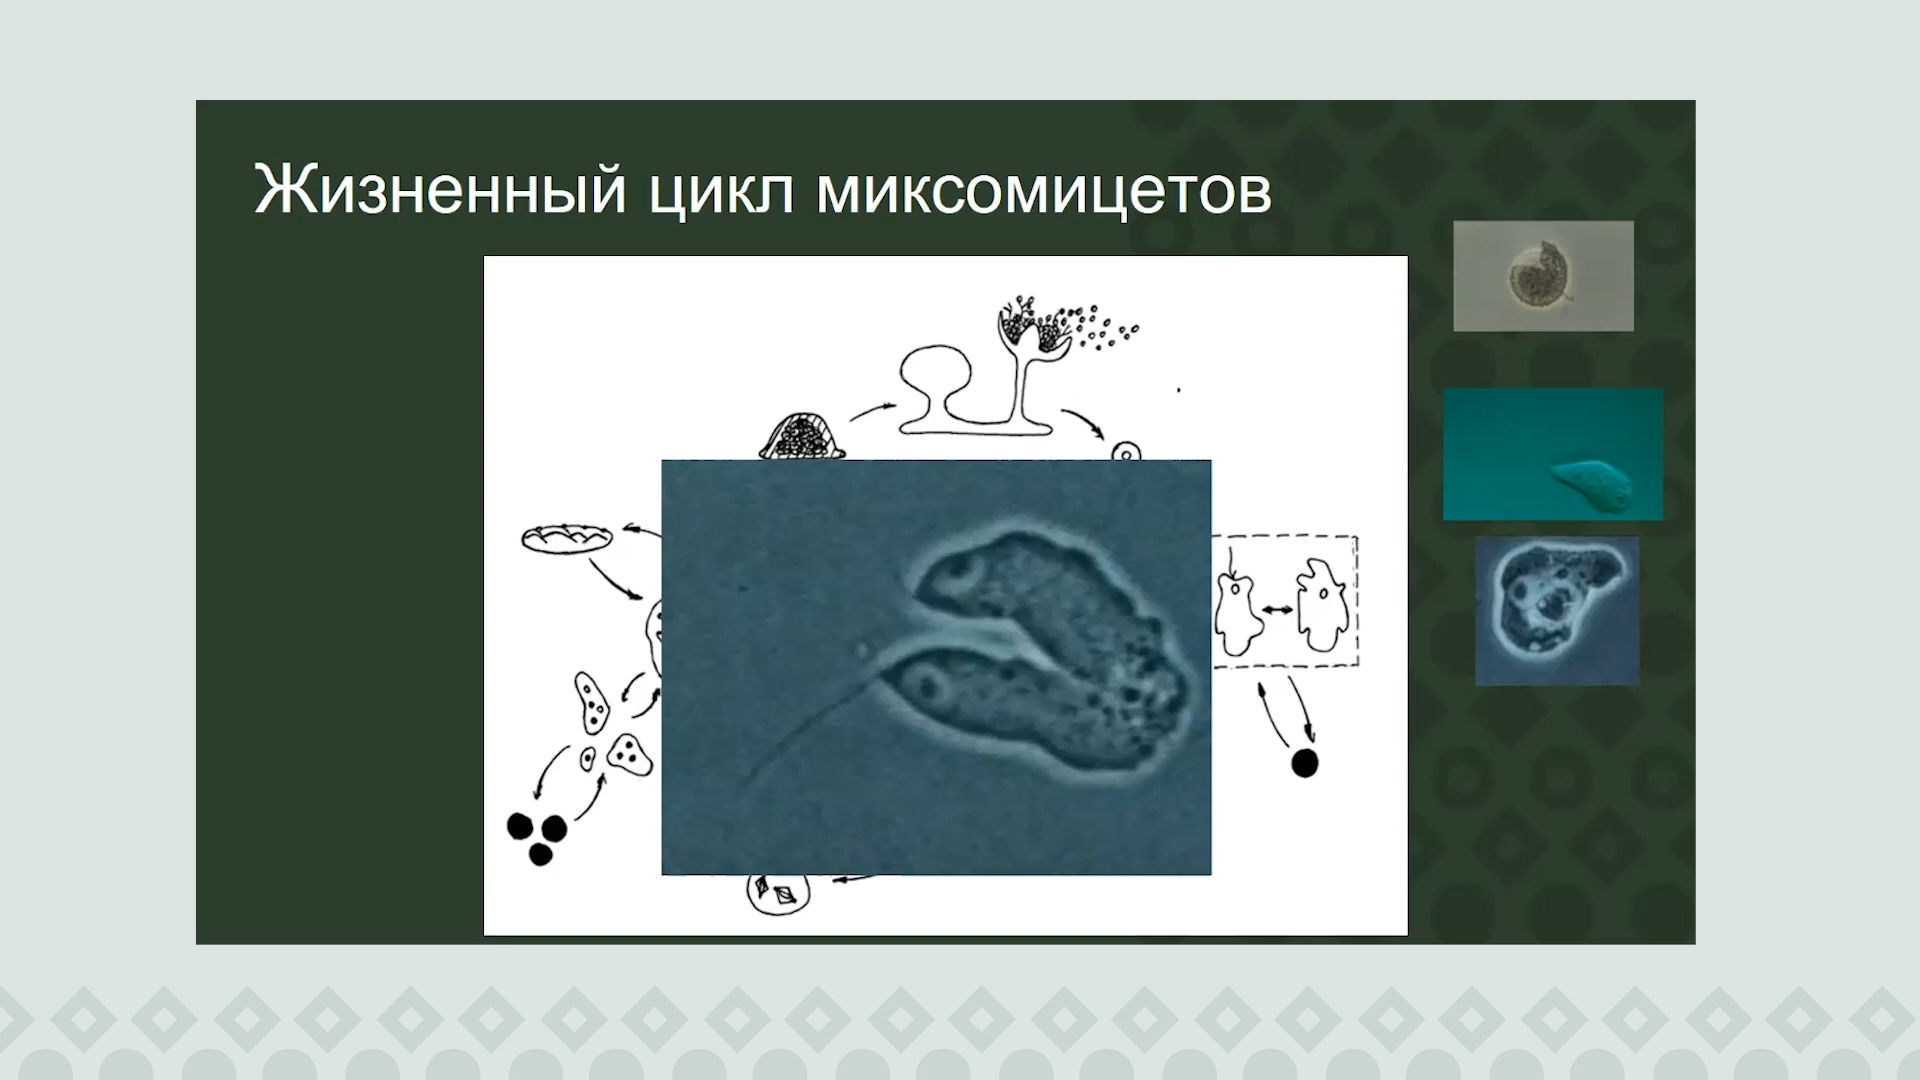 Жизненный цикл миксомицетов